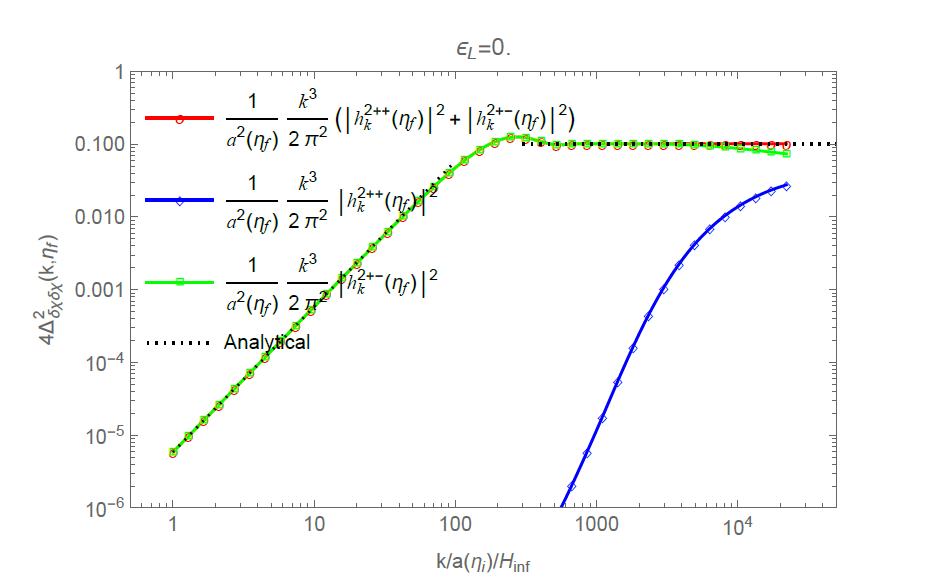 ϵ_L=0.
1
0.100
0.010
0.001
10^-4
10^-5
10^-6
4Δ²_δχδχ(k,η_f)
1/a²(η_f) k³/2π² (|h_k^{2++}(η_f)|² + |h_k^{2+-}(η_f)|²)
1/a²(η_f) k³/2π² |h_k^{2++}(η_f)|²
1/a²(η_f) k³/2π² |h_k^{2+-}(η_f)|²
Analytical
1 10 100 1000 10^4
k/a(η_i)/H_inf